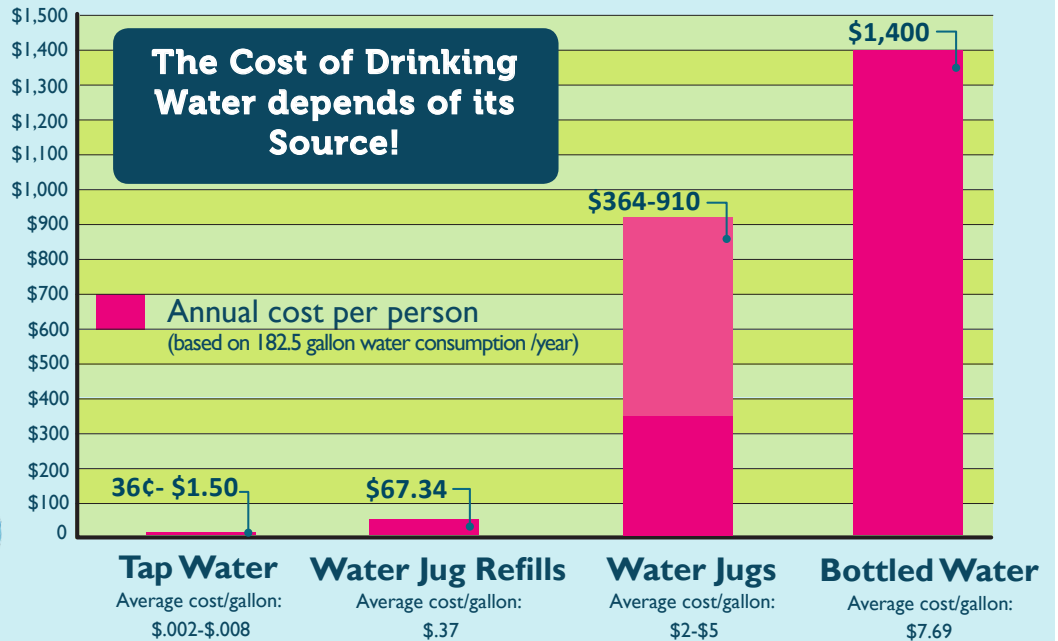 $1,500
$1,400
$1,300
$1,200
$1,100
$1,000
$900
$800
$700
$600
$500
$400
$300
$200
$100
0
The Cost of Drinking
Water depends of its
Source!
Annual cost per person
(based on 182.5 gallon water consumption /year)
36¢- $1.50
$67.34
$364-910
$1,400
Tap Water
Average cost/gallon:
$.002-$.008
Water Jug Refills
Average cost/gallon:
$.37
Water Jugs
Average cost/gallon:
$2-$5
Bottled Water
Average cost/gallon:
$7.69